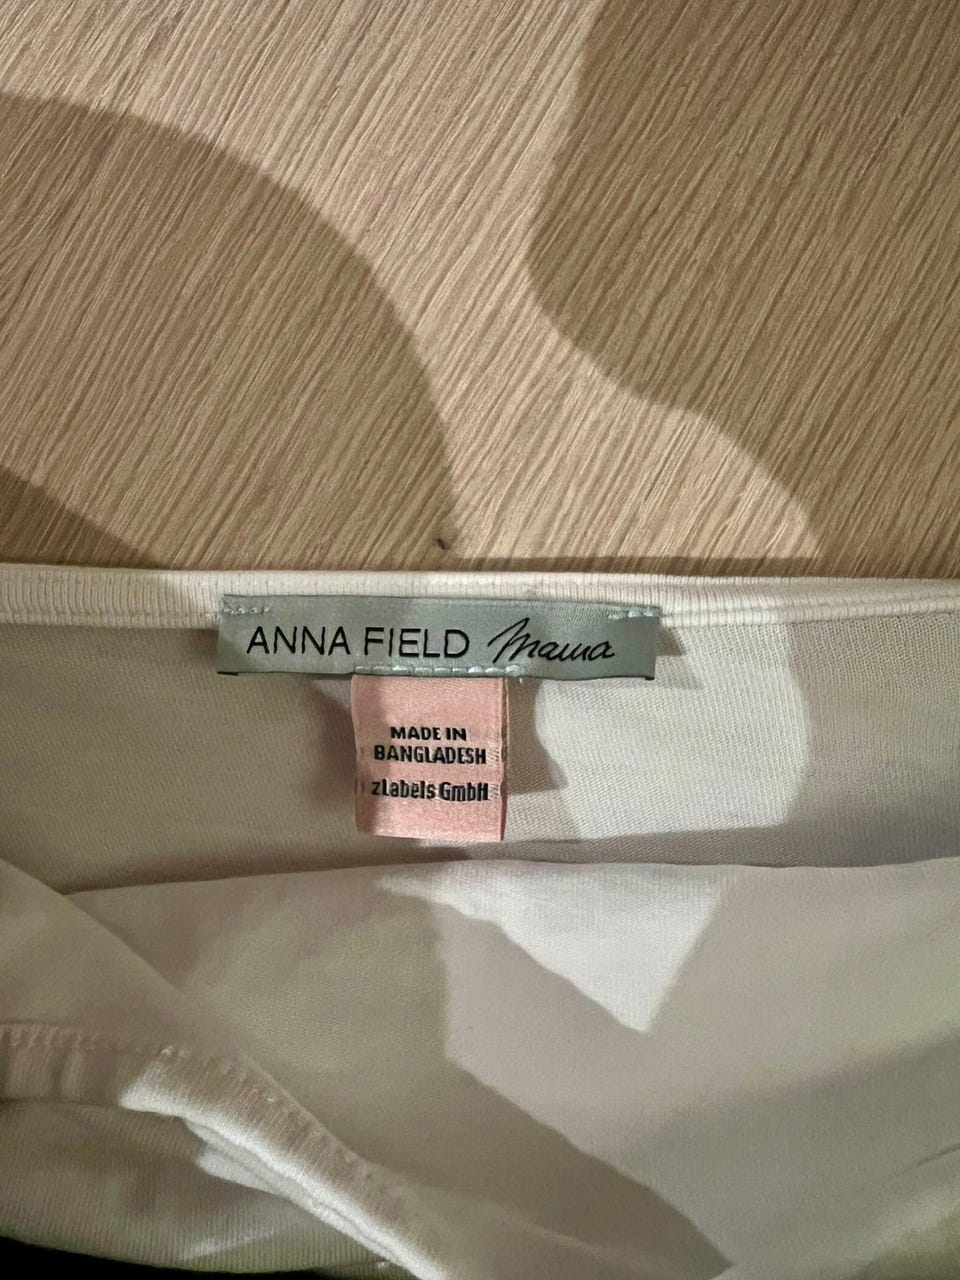 ANNA FIELD Mama
MADE IN
BANGLADESH
zLabels GmbH